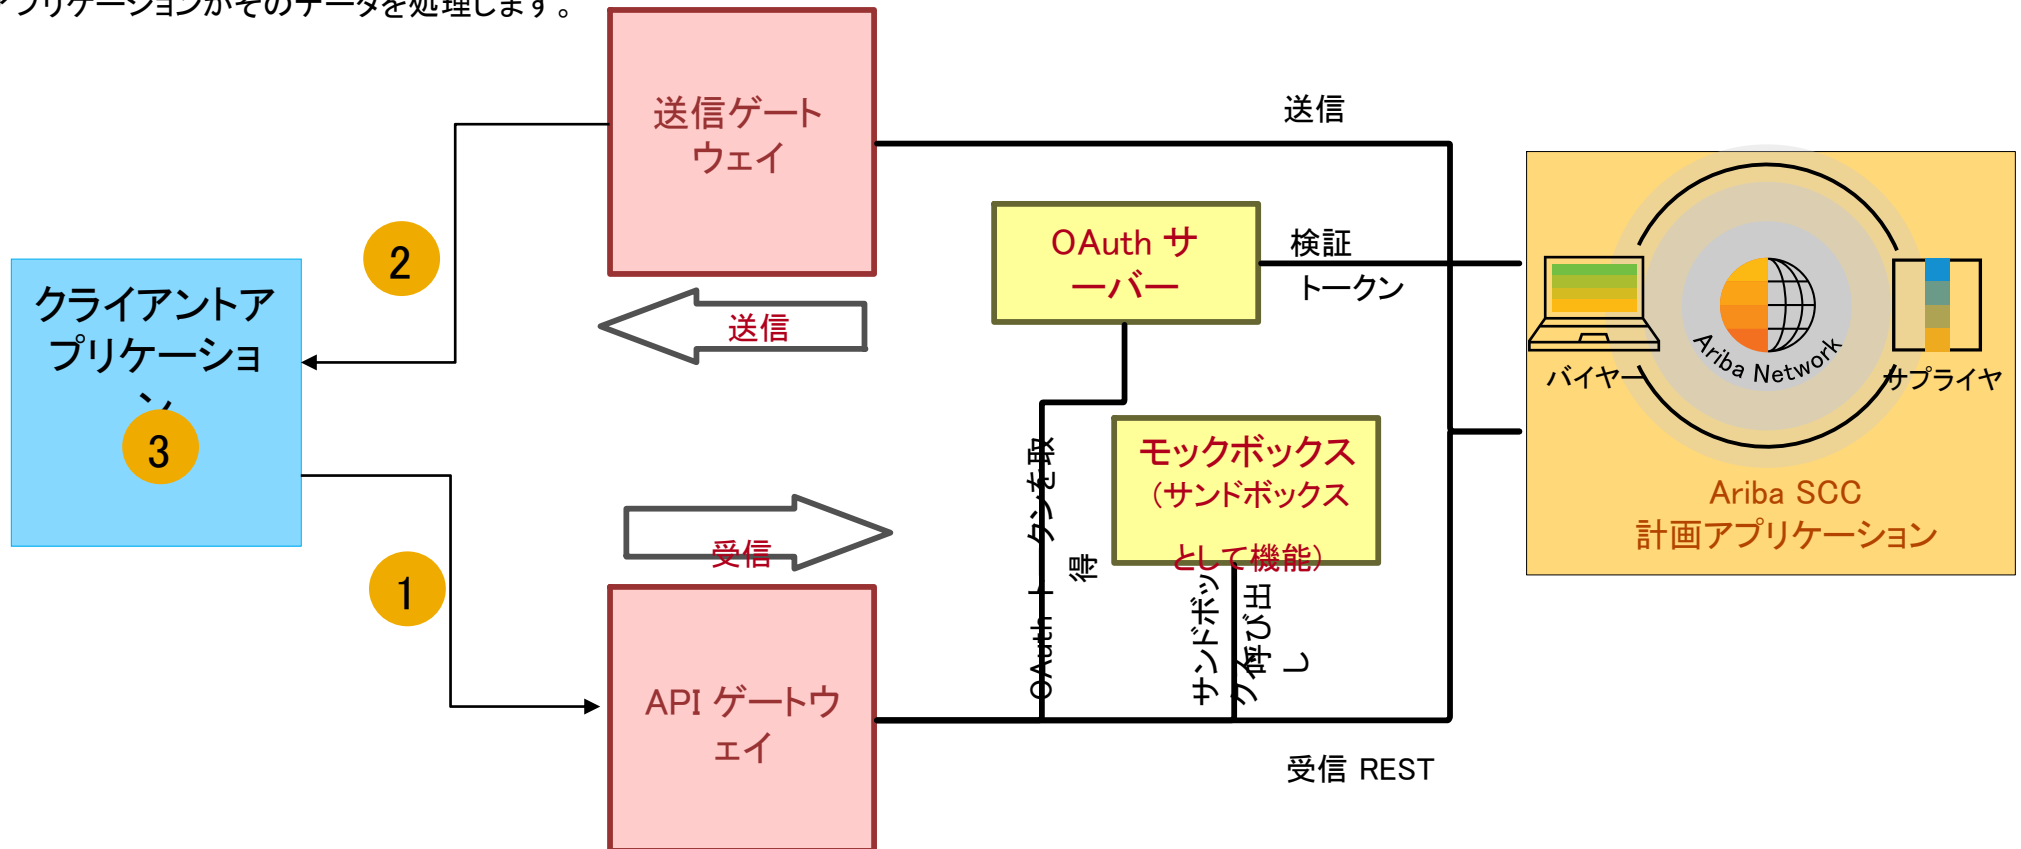 アプリケーションがそのデータを処理します。
送信ゲート
ウェイ
送信
2
OAuth サ
ーバー
検証
トークン
クライアントア
プリケーショ
ン
3
送信
バイヤー
Ariba Network
サプライヤ
モックボックス
(サンドボックス
として機能)
Ariba SCC
計画アプリケーション
受信
1
OAuth トークンを取
得
サンドボッ
クス
呼び出
し
API ゲートウ
ェイ
受信 REST